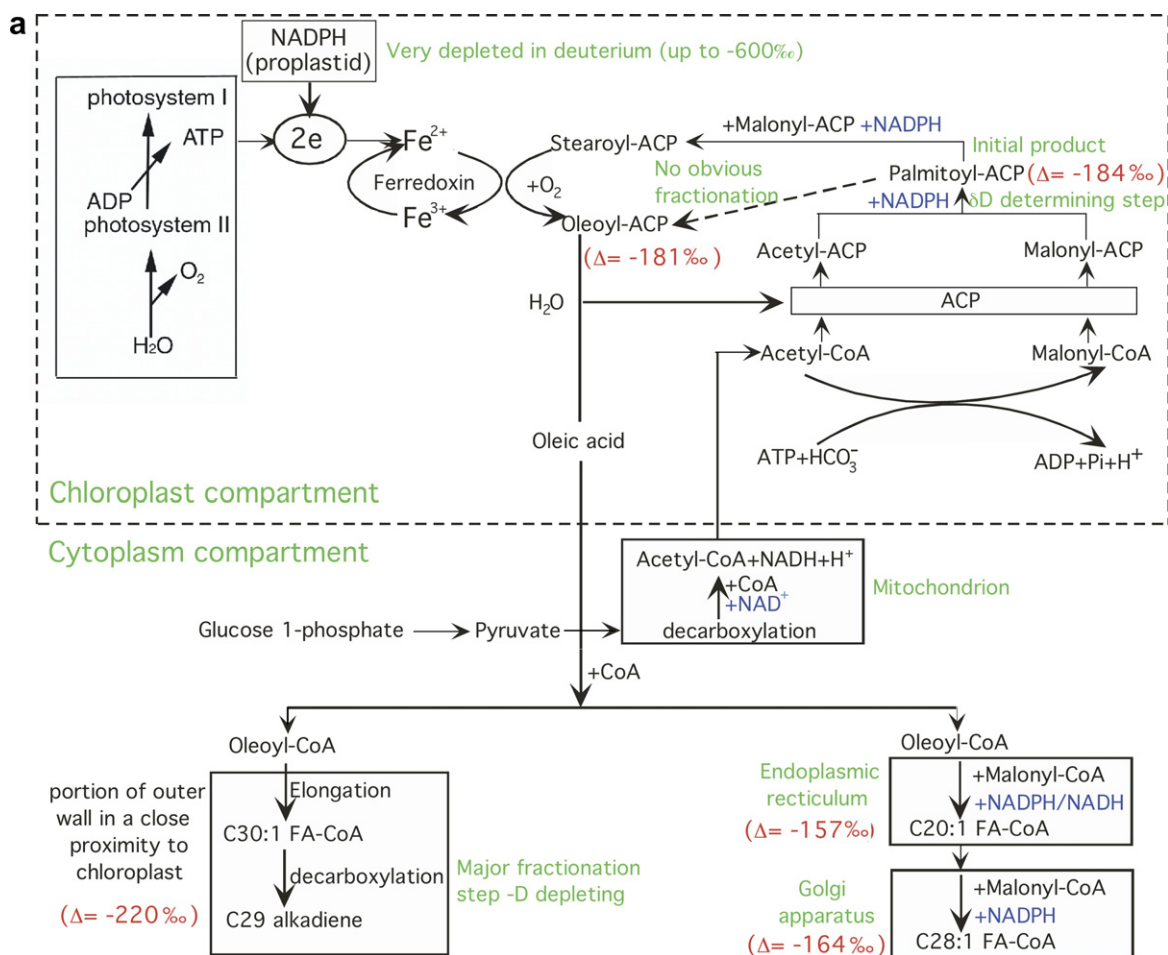 a
NADPH
(proplastid)
Very depleted in deuterium (up to -600‰)
photosystem I
ATP
ADP
photosystem II
O₂
H₂O
2e
Fe²⁺
Ferredoxin
Fe³⁺
Stearoyl-ACP
+O₂
Oleoyl-ACP
(Δ= -181‰)
+Malonyl-ACP +NADPH
No obvious
fractionation
Initial product
Palmitoyl-ACP (Δ= -184‰)
+NADPH
δD determining step
Acetyl-ACP
Malonyl-ACP
H₂O
ACP
Acetyl-CoA
Malonyl-CoA
Oleic acid
ATP+HCO₃⁻
ADP+Pi+H⁺
Chloroplast compartment
Cytoplasm compartment
Acetyl-CoA+NADH+H⁺
+CoA
+NAD⁺
decarboxylation
Mitochondrion
Glucose 1-phosphate
Pyruvate
+CoA
Oleoyl-CoA
portion of outer
wall in a close
proximity to
chloroplast
(Δ= -220‰)
Elongation
C30:1 FA-CoA
decarboxylation
C29 alkadiene
Major fractionation
step -D depleting
Oleoyl-CoA
Endoplasmic
recticulum
(Δ= -157‰)
+Malonyl-CoA
+NADPH/NADH
C20:1 FA-CoA
Golgi
apparatus
(Δ= -164‰)
+Malonyl-CoA
+NADPH
C28:1 FA-CoA